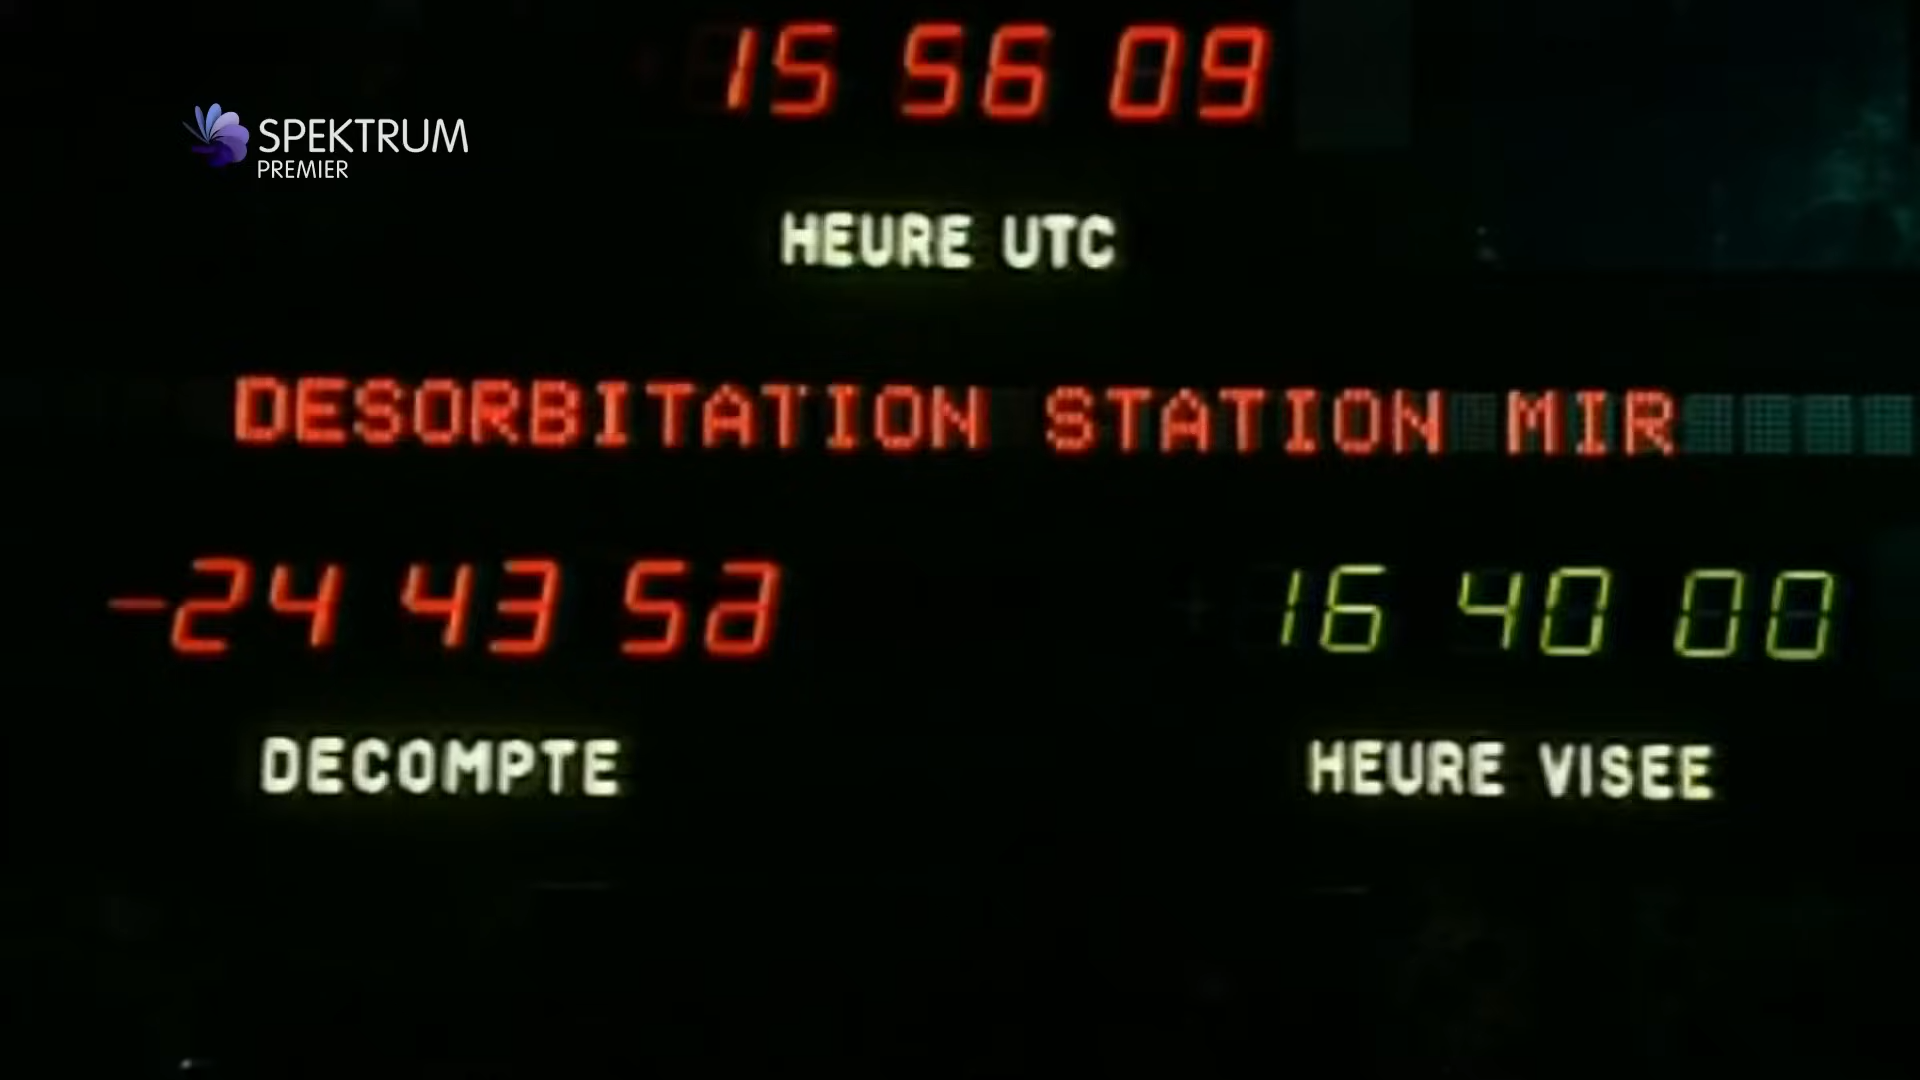 15 56 09
SPEKTRUM
PREMIER
HEURE UTC
DESORBITATION STATION MIR
-24 43 5
16 40 00
DECOMPTE
HEURE VISEE